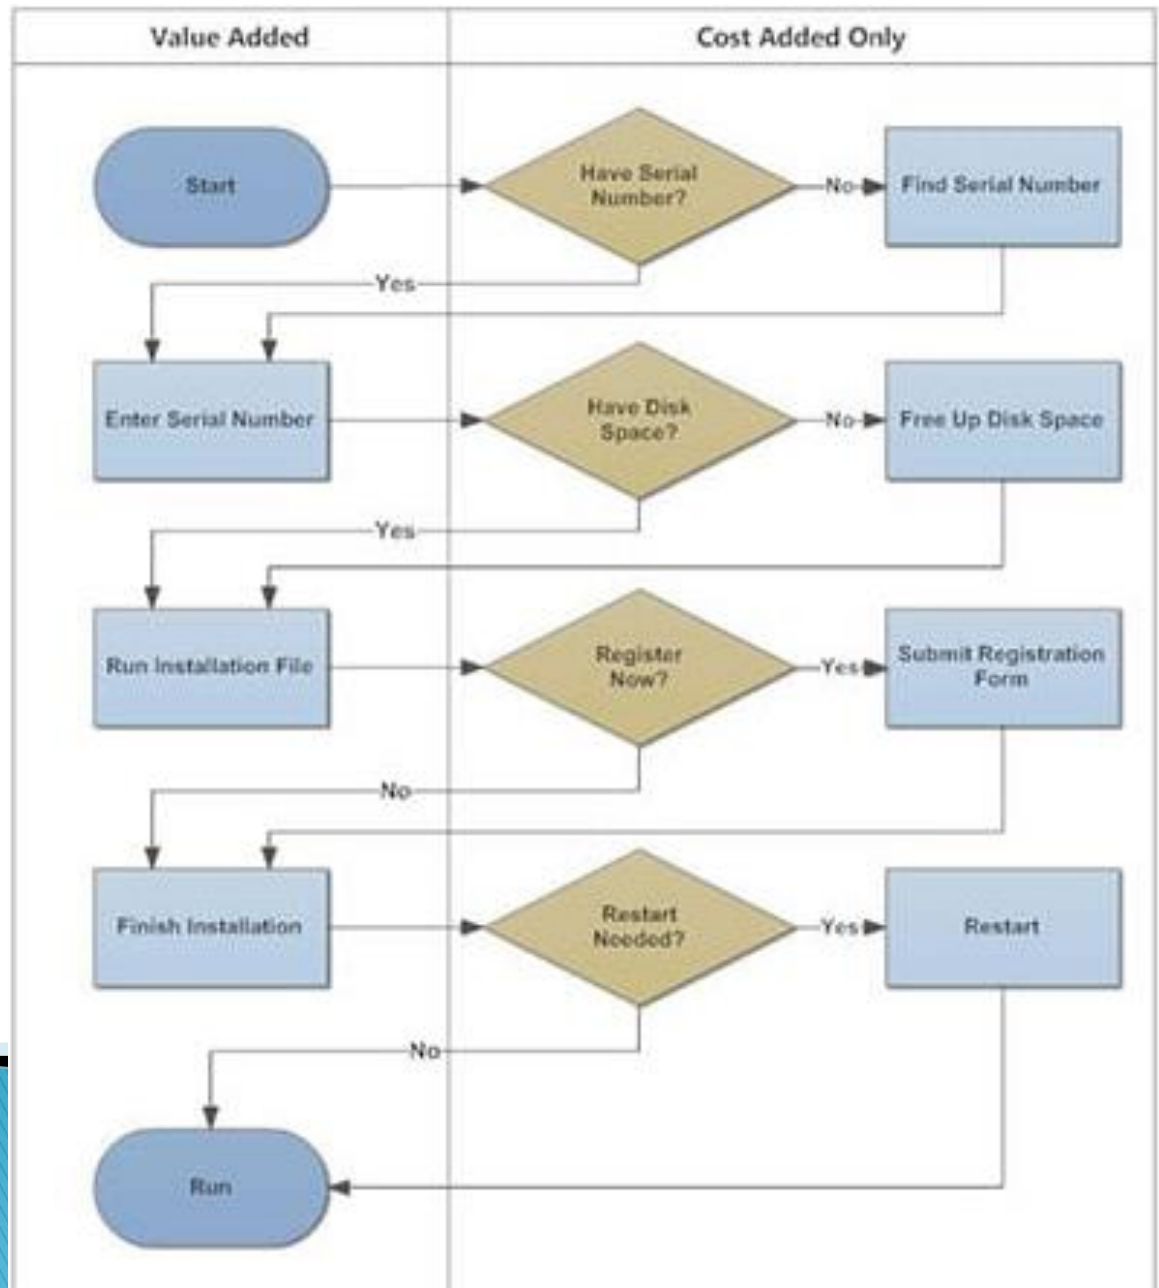 Value Added
Cost Added Only
Start
Have Serial
Number?
No
Find Serial Number
Yes
Enter Serial Number
Have Disk
Space?
No
Free Up Disk Space
Yes
Run Installation File
Register
Now?
Yes
Submit Registration
Form
No
Finish Installation
Restart
Needed?
Yes
Restart
No
Run